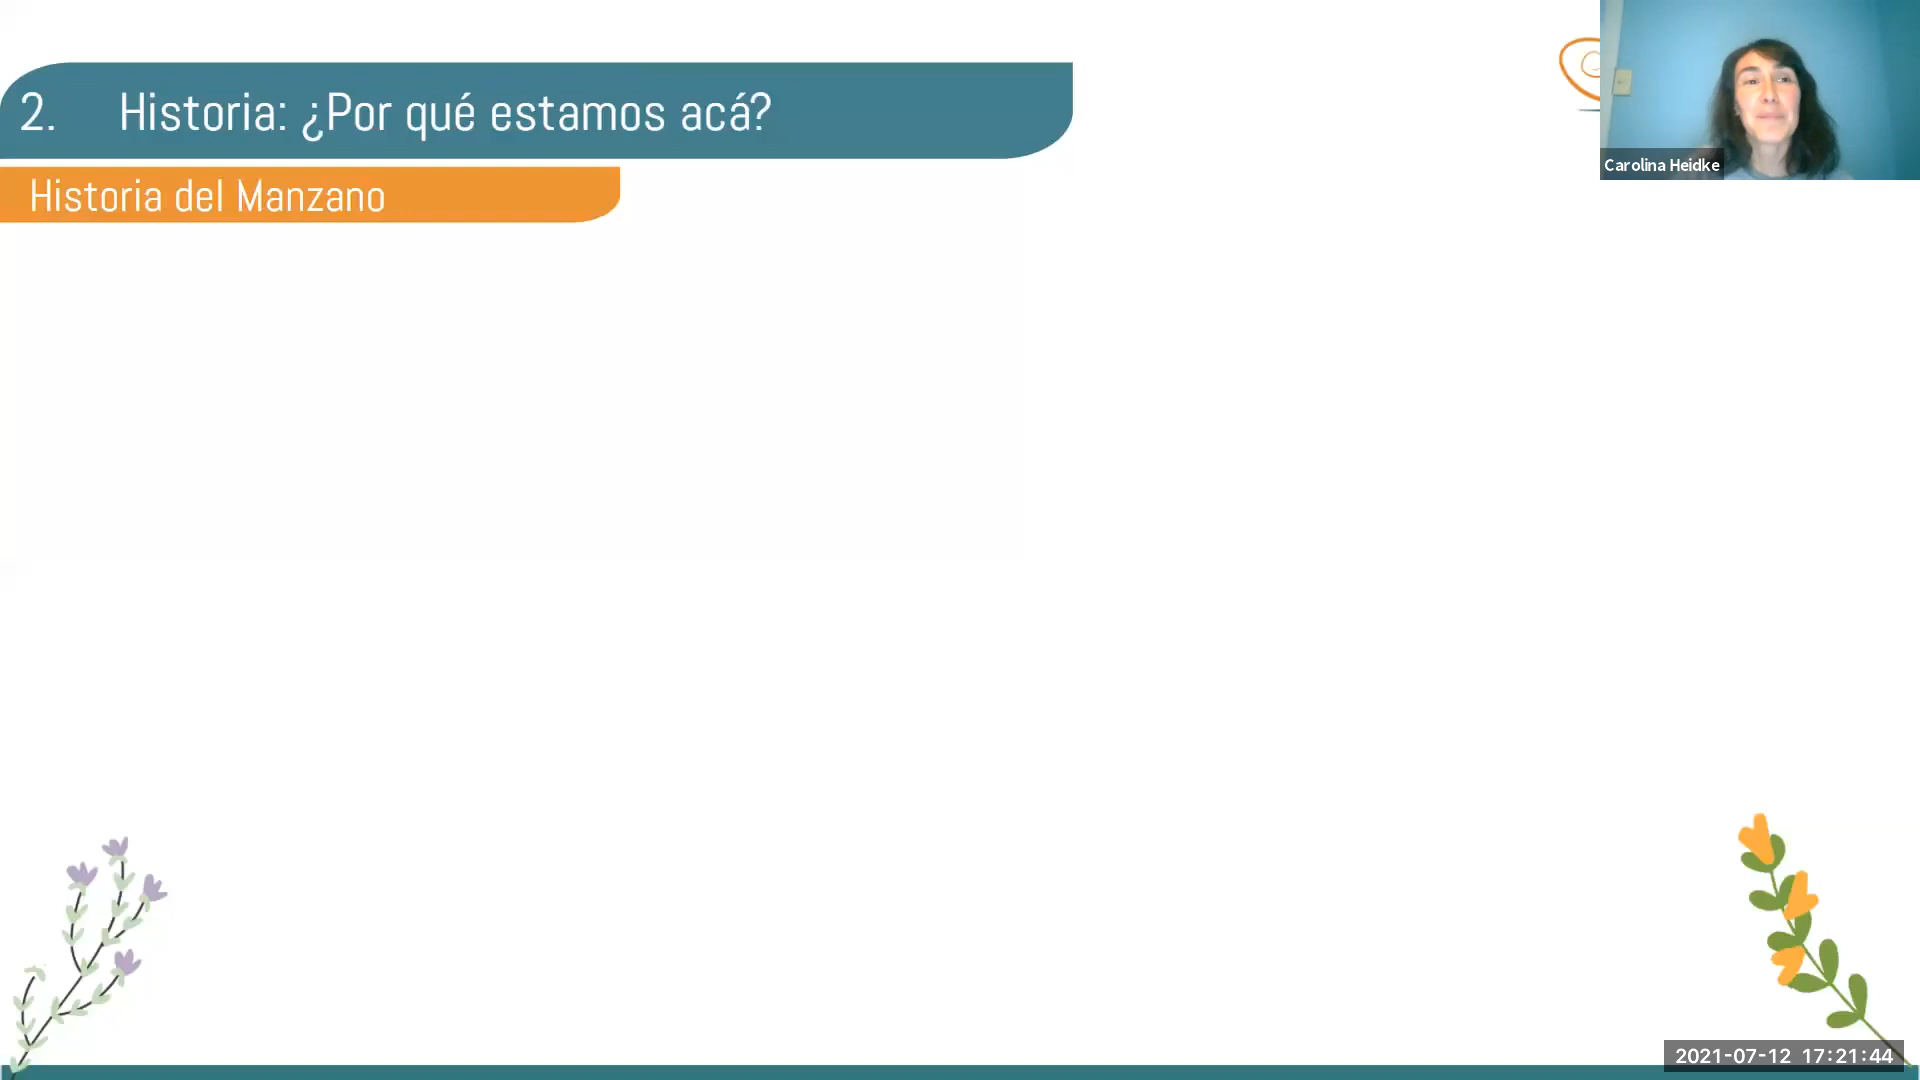 2. Historia: ¿Por qué estamos acá?
Historia del Manzano
Carolina Heidke
2021-07-12 17:21:44